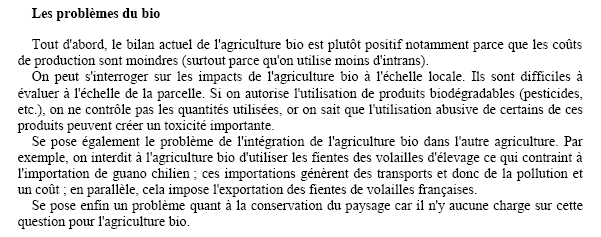 Les problèmes du bio
Tout d'abord, le bilan actuel de l'agriculture bio est plutôt positif notamment parce que les coûts
de production sont moindres (surtout parce qu'on utilise moins d'intrans).
On peut s'interroger sur les impacts de l'agriculture bio à l'échelle locale. Ils sont difficiles à
évaluer à l'échelle de la parcelle. Si on autorise l'utilisation de produits biodégradables (pesticides,
etc.), on ne contrôle pas les quantités utilisées, or on sait que l'utilisation abusive de certains de ces
produits peuvent créer un toxicité importante.
Se pose également le problème de l'intégration de l'agriculture bio dans l'autre agriculture. Par
exemple, on interdit à l'agriculture bio d'utiliser les fientes des volailles d'élevage ce qui contraint à
l'importation de guano chilien ; ces importations génèrent des transports et donc de la pollution et
un coût ; en parallèle, cela impose l'exportation des fientes de volailles françaises.
Se pose enfin un problème quant à la conservation du paysage car il n'y aucune charge sur cette
question pour l'agriculture bio.